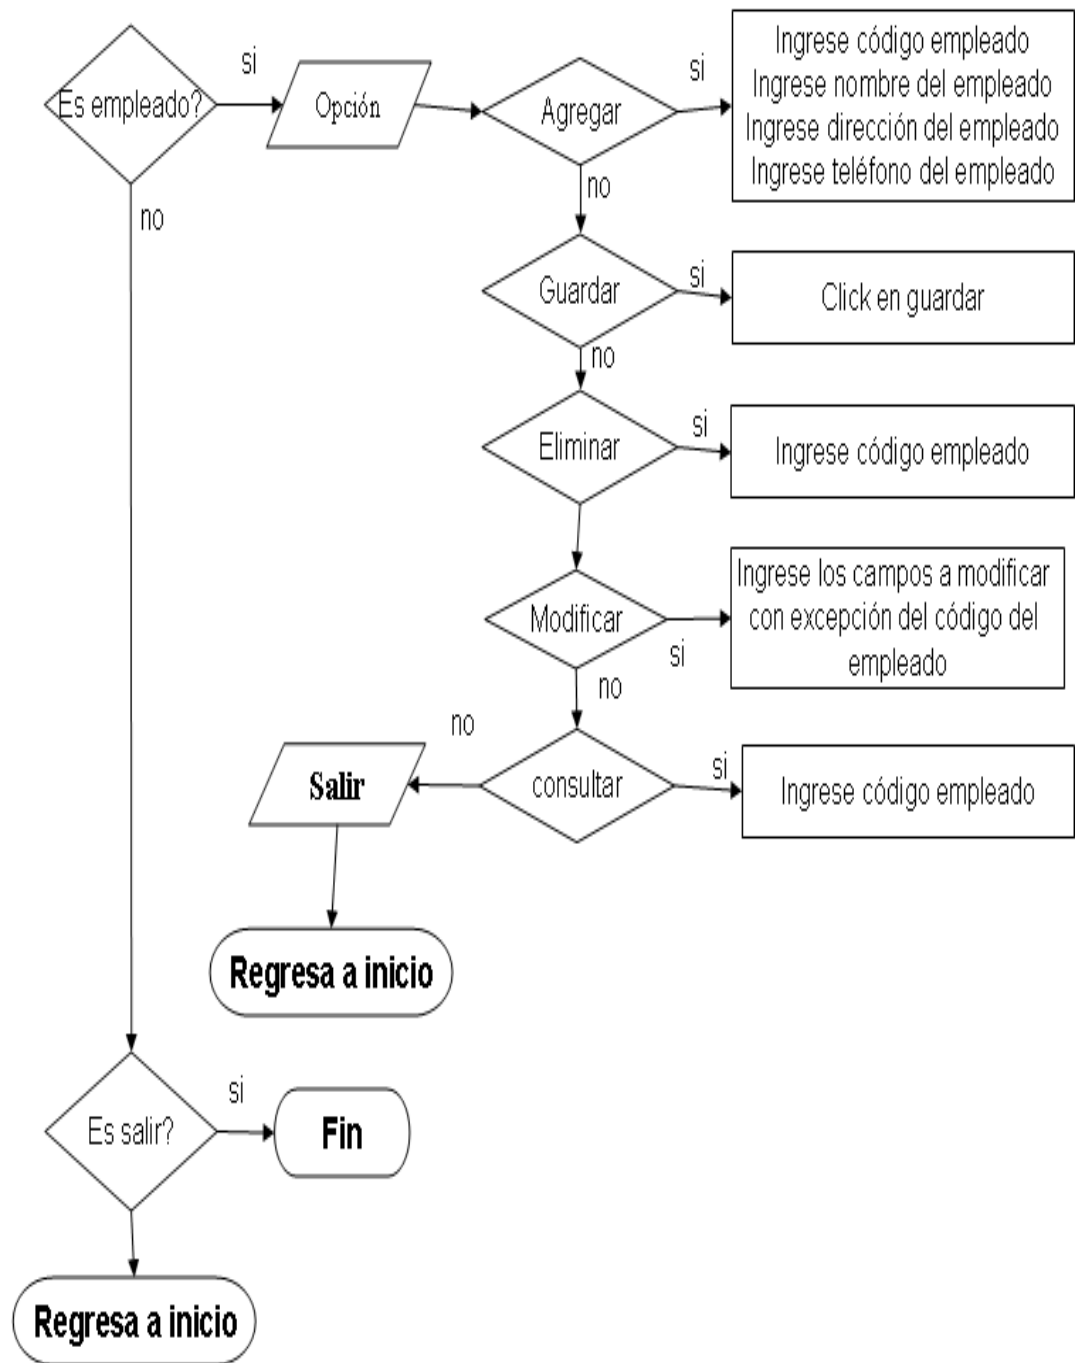 Es empleado?
si
Opción
Agregar
si
Ingrese código empleado
Ingrese nombre del empleado
Ingrese dirección del empleado
Ingrese teléfono del empleado
no
no
Guardar
si
Click en guardar
no
Eliminar
si
Ingrese código empleado
Modificar
si
Ingrese los campos a modificar
con excepción del código del
empleado
no
consultar
si
Ingrese código empleado
no
Salir
Regresa a inicio
Es salir?
si
Fin
Regresa a inicio